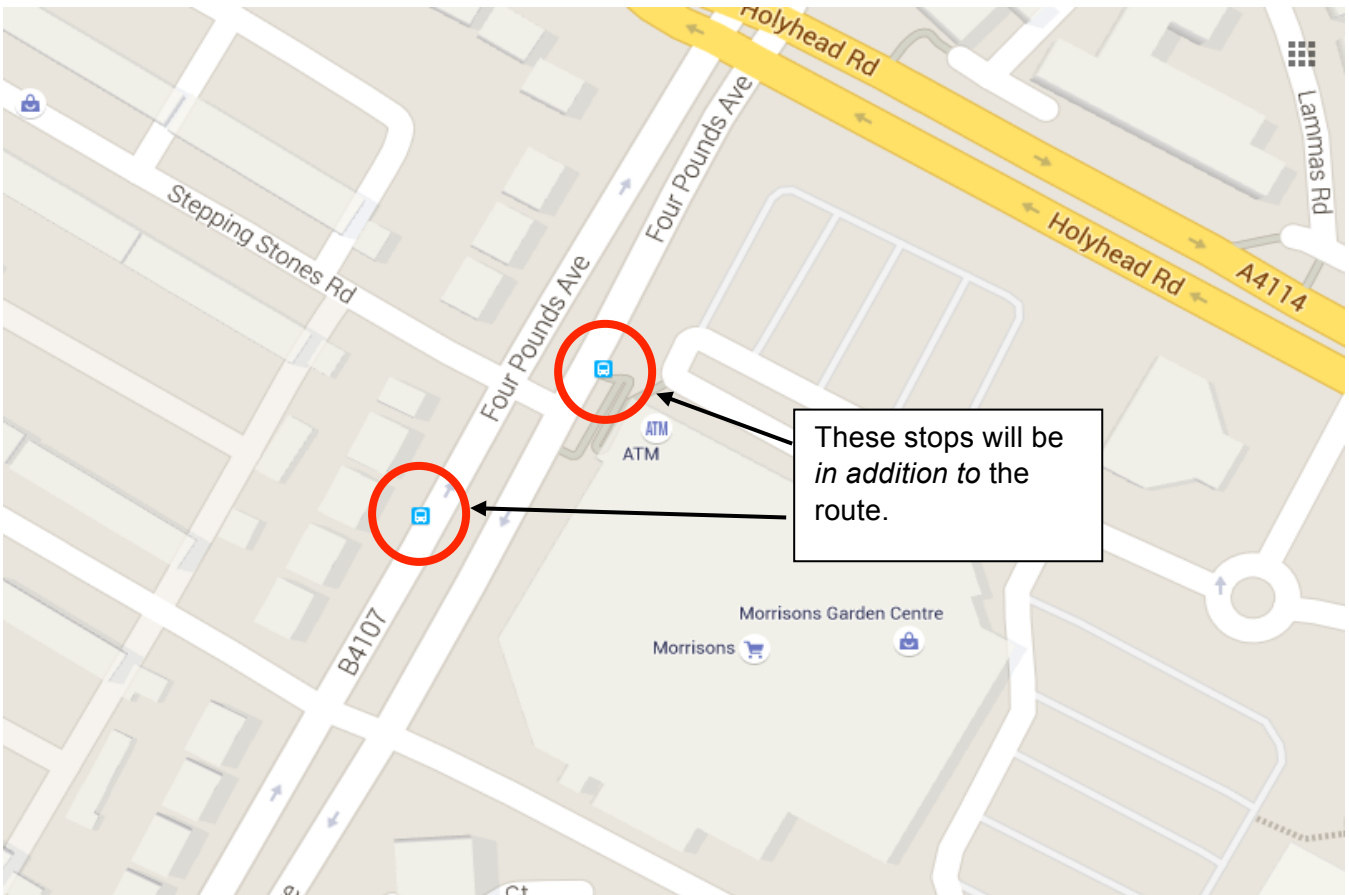 Holyhead Rd
Four Pounds Ave
Lammas Rd
Stepping Stones Rd
Holyhead Rd
A4114
Four Pounds Ave
ATM
ATM
These stops will be
in addition to the
route.
Morrisons Garden Centre
Morrisons
B4107
Ct